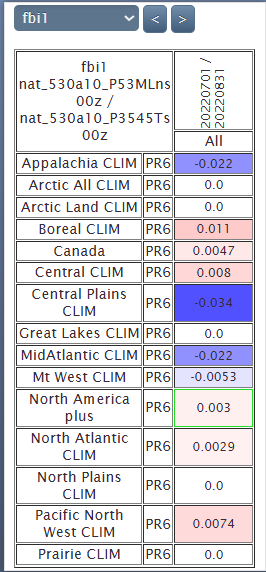 fbi1
<
>
fbi1
nat_530a10_P53MLns
00z /
nat_530a10_P3545Ts
00z
20220701 /
20220831
All
Appalachia CLIM PR6 -0.022
Arctic All CLIM PR6 0.0
Arctic Land CLIM PR6 0.0
Boreal CLIM PR6 0.011
Canada PR6 0.0047
Central CLIM PR6 0.008
Central Plains
CLIM PR6 -0.034
Great Lakes CLIM PR6 0.0
MidAtlantic CLIM PR6 -0.022
Mt West CLIM PR6 -0.0053
North America
plus PR6 0.003
North Atlantic
CLIM PR6 0.0029
North Plains
CLIM PR6 0.0
Pacific North
West CLIM PR6 0.0074
Prairie CLIM PR6 0.0